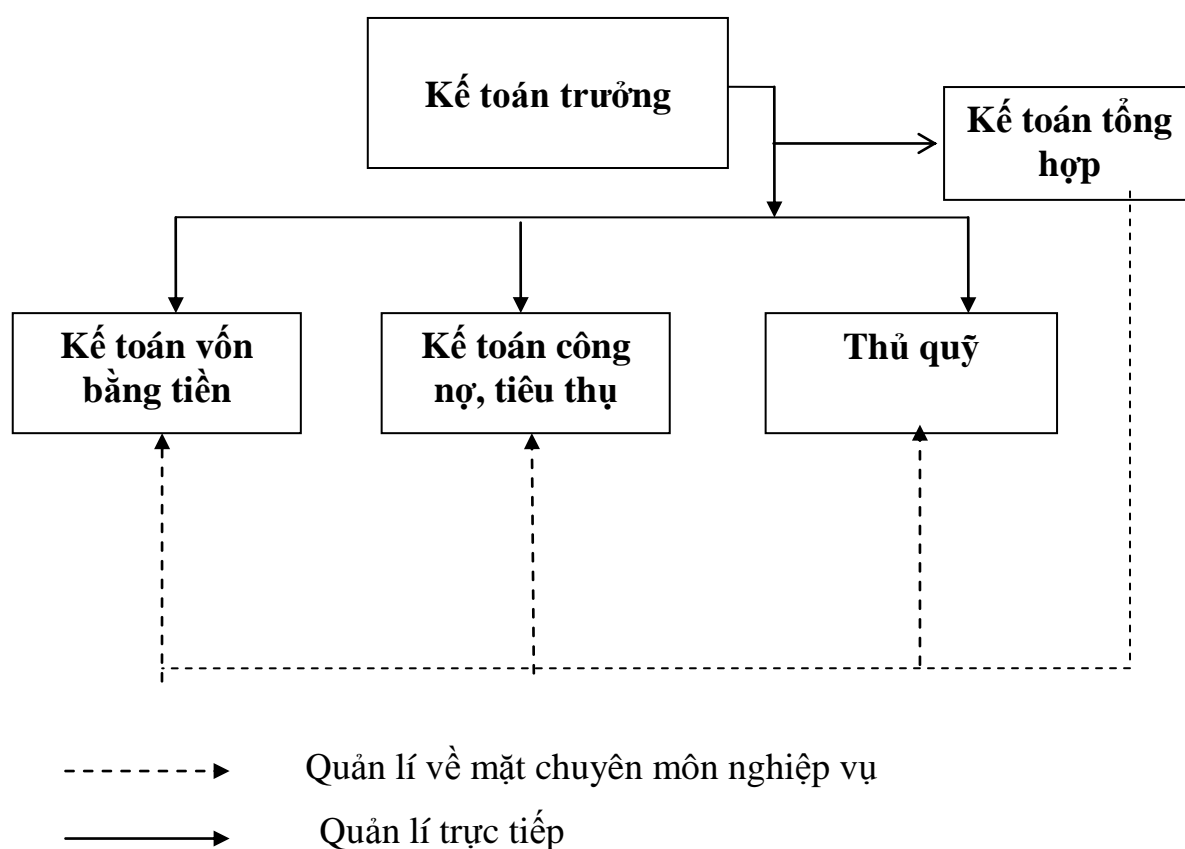 Kế toán trưởng
Kế toán tổng
hợp
Kế toán vốn
bằng tiền
Kế toán công
nợ, tiêu thụ
Thủ quỹ
Quản lí về mặt chuyên môn nghiệp vụ
Quản lí trực tiếp